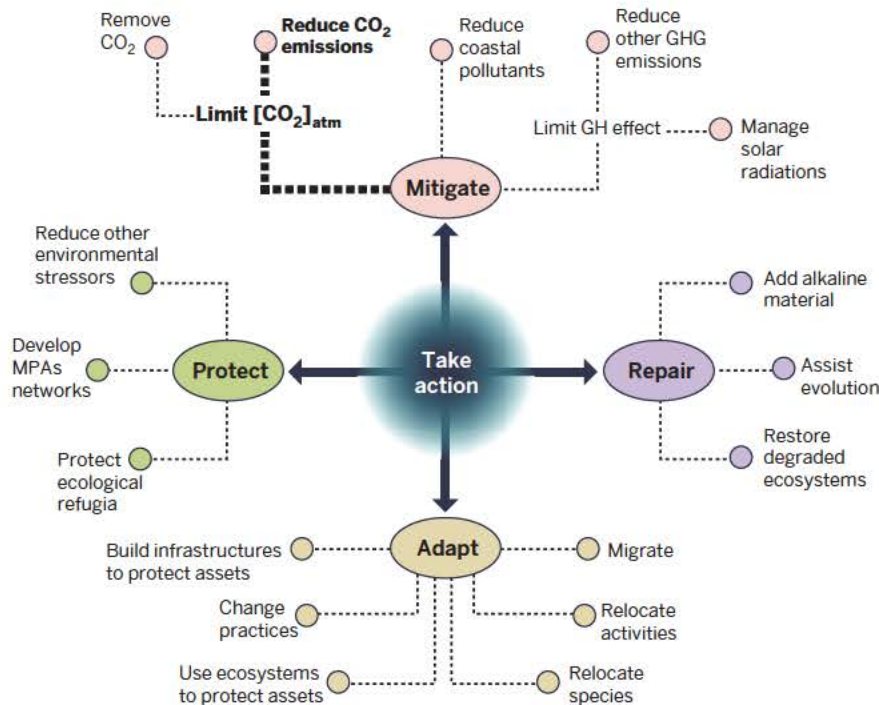 Remove
CO₂
Reduce CO₂
emissions
Reduce
coastal
pollutants
Reduce
other GHG
emissions
Limit [CO₂]atm
Limit GH effect
Manage
solar
radiations
Mitigate
Reduce other
environmental
stressors
Develop
MPAs
networks
Protect
ecological
refugia
Protect
Take
action
Repair
Add alkaline
material
Assist
evolution
Restore
degraded
ecosystems
Adapt
Build infrastructures
to protect assets
Change
practices
Use ecosystems
to protect assets
Migrate
Relocate
activities
Relocate
species